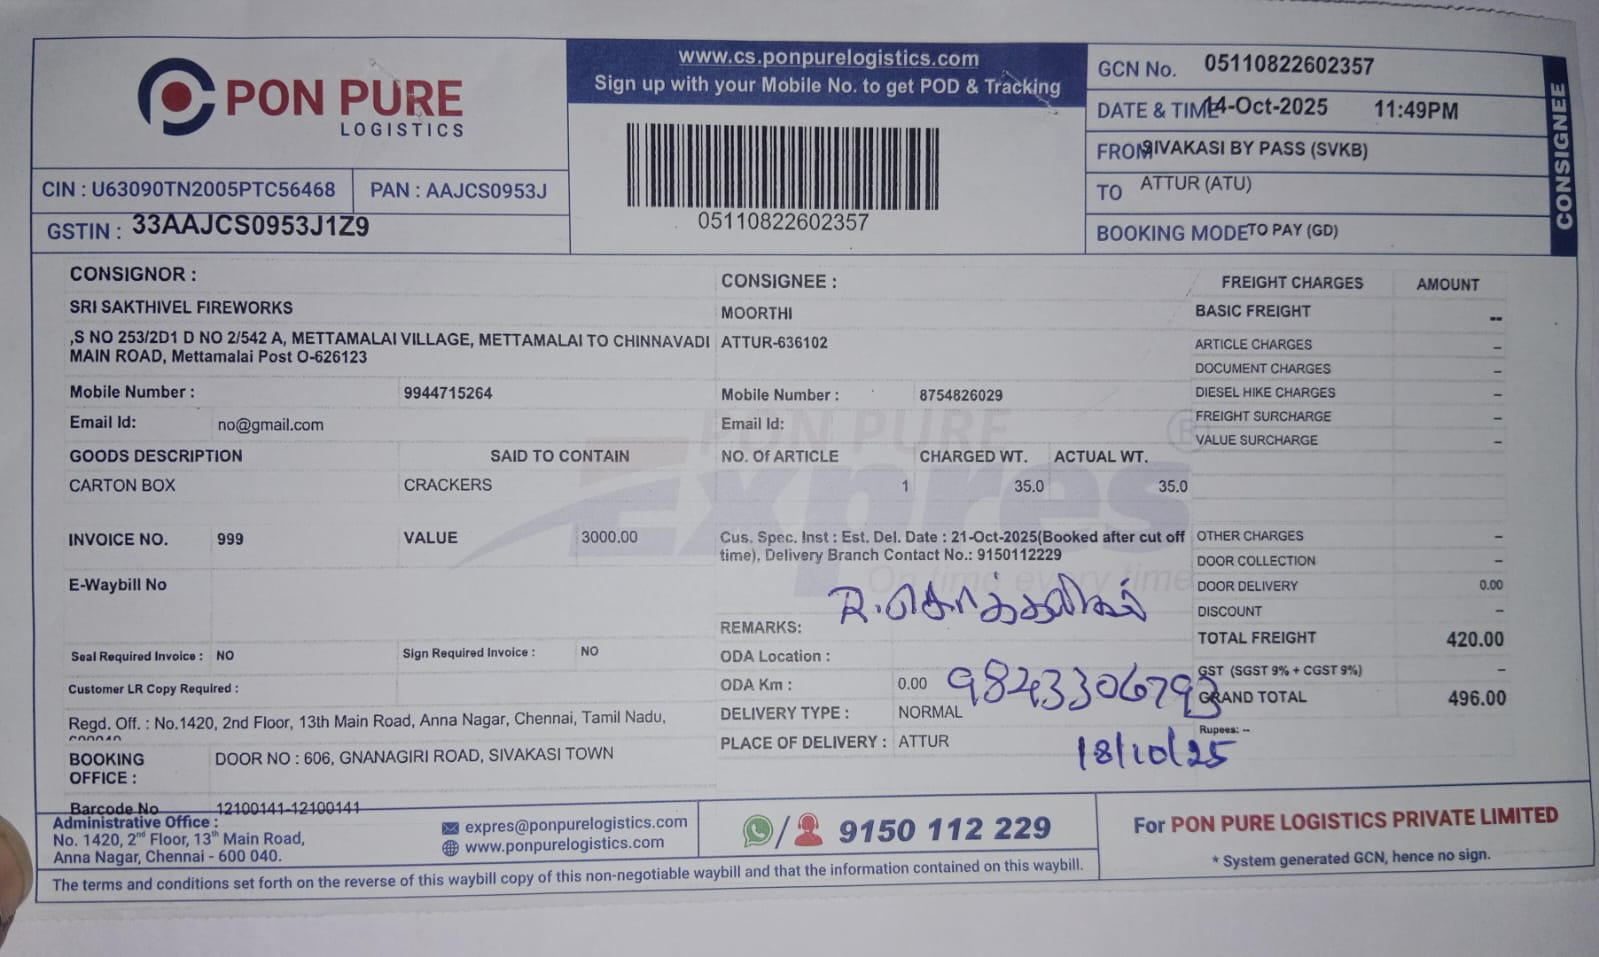 PON PURE
LOGISTICS
CIN : U63090TN2005PTC56468 PAN : AAJCS0953J
GSTIN : 33AAJCS0953J1Z9
www.cs.ponpurelogistics.com
Sign up with your Mobile No. to get POD & Tracking
05110822602357
GCN No. 05110822602357
DATE & TIME 14-Oct-2025 11:49PM
FROM SIVAKASI BY PASS (SVKB)
TO ATTUR (ATU)
BOOKING MODE TO PAY (GD)
CONSIGNEE
CONSIGNOR :
SRI SAKTHIVEL FIREWORKS
,S NO 253/2D1 D NO 2/542 A, METTAMALAI VILLAGE, METTAMALAI TO CHINNAVADI
MAIN ROAD, Mettamalai Post O-626123
Mobile Number : 9944715264
Email Id: no@gmail.com
CONSIGNEE :
MOORTHI
ATTUR-636102
Mobile Number : 8754826029
Email Id:
GOODS DESCRIPTION SAID TO CONTAIN NO. Of ARTICLE CHARGED WT. ACTUAL WT.
CARTON BOX CRACKERS 1 35.0 35.0
INVOICE NO. 999 VALUE 3000.00
Cus. Spec. Inst : Est. Del. Date : 21-Oct-2025(Booked after cut off
time), Delivery Branch Contact No.: 9150112229
E-Waybill No
PON PURE
Expres
On time every time
Seal Required Invoice : NO Sign Required Invoice : NO
Customer LR Copy Required :
Regd. Off. : No.1420, 2nd Floor, 13th Main Road, Anna Nagar, Chennai, Tamil Nadu,
BOOKING
OFFICE :
DOOR NO : 606, GNANAGIRI ROAD, SIVAKASI TOWN
Barcode No 12100141-12100141
REMARKS:
ODA Location :
ODA Km : 0.00
9843306793
DELIVERY TYPE : NORMAL
PLACE OF DELIVERY : ATTUR
18/10/25
FREIGHT CHARGES AMOUNT
BASIC FREIGHT --
ARTICLE CHARGES –
DOCUMENT CHARGES –
DIESEL HIKE CHARGES –
FREIGHT SURCHARGE –
VALUE SURCHARGE –
OTHER CHARGES –
DOOR COLLECTION –
DOOR DELIVERY 0.00
DISCOUNT –
TOTAL FREIGHT 420.00
GST (SGST 9% + CGST 9%) –
GRAND TOTAL 496.00
Rupees: --
Administrative Office :
No. 1420, 2nd Floor, 13th Main Road,
Anna Nagar, Chennai - 600 040.
expres@ponpurelogistics.com
www.ponpurelogistics.com
9150 112 229
For PON PURE LOGISTICS PRIVATE LIMITED
* System generated GCN, hence no sign.
The terms and conditions set forth on the reverse of this waybill copy of this non-negotiable waybill and that the information contained on this waybill.